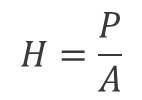 H = P/A